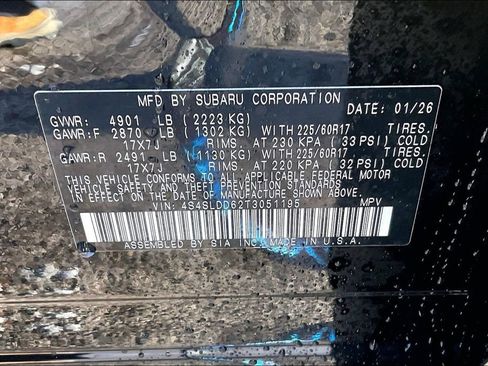 MFD BY SUBARU CORPORATION
DATE: 01/26
GVWR: 4901 LB (2223 KG)
GAWR:F 2870 LB (1302 KG) WITH 225/60R17 TIRES.
17X7J RIMS. AT 230 KPA (33 PSI) COLD
GAWR:R 2491 LB (1130 KG) WITH 225/60R17 TIRES.
17X7J RIMS. AT 220 KPA (32 PSI) COLD
THIS VEHICLE CONFORMS TO ALL APPLICABLE FEDERAL MOTOR
VEHICLE SAFETY AND THEFT PREVENTION STANDARDS
IN EFFECT ON THE DATE OF MANUFACTURE SHOWN ABOVE.
VIN: 4S4SLDD62T3051195 MPV
ASSEMBLED BY SIA INC. MADE IN U.S.A.